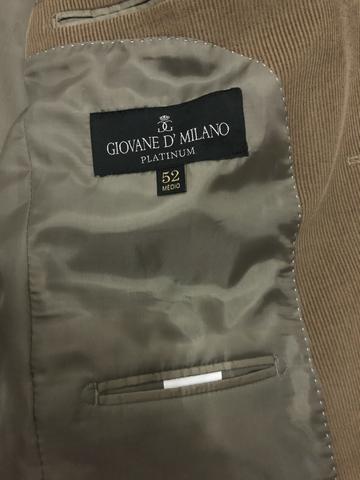 GIOVANE D' MILANO
PLATINUM
52
MEDIO